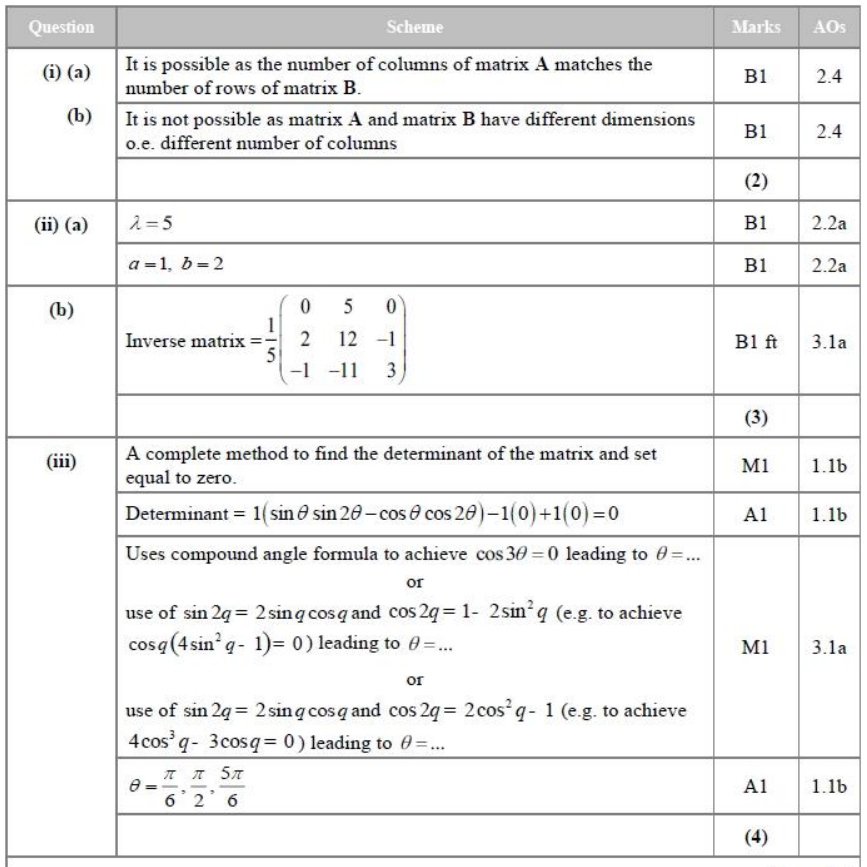 Question Scheme Marks AOs
(i) (a) It is possible as the number of columns of matrix A matches the
number of rows of matrix B. B1 2.4
(b) It is not possible as matrix A and matrix B have different dimensions
o.e. different number of columns B1 2.4
(2)
(ii) (a) λ = 5 B1 2.2a
a = 1, b = 2 B1 2.2a
(b) Inverse matrix = 1/5 B1 ft 3.1a
0 5 0
2 12 −1
−1 −11 3
(3)
(iii) A complete method to find the determinant of the matrix and set
equal to zero. M1 1.1b
Determinant = 1(sin θ sin 2θ − cos θ cos 2θ) − 1(0) + 1(0) = 0 A1 1.1b
Uses compound angle formula to achieve cos 3θ = 0 leading to θ = ...
or
use of sin 2q = 2 sin q cos q and cos 2q = 1- 2 sin² q (e.g. to achieve
cos q(4 sin² q - 1)= 0) leading to θ = ... M1 3.1a
or
use of sin 2q = 2 sin q cos q and cos 2q = 2 cos² q - 1 (e.g. to achieve
4 cos³ q - 3 cos q = 0) leading to θ = ...
θ = π/6, π/2, 5π/6 A1 1.1b
(4)